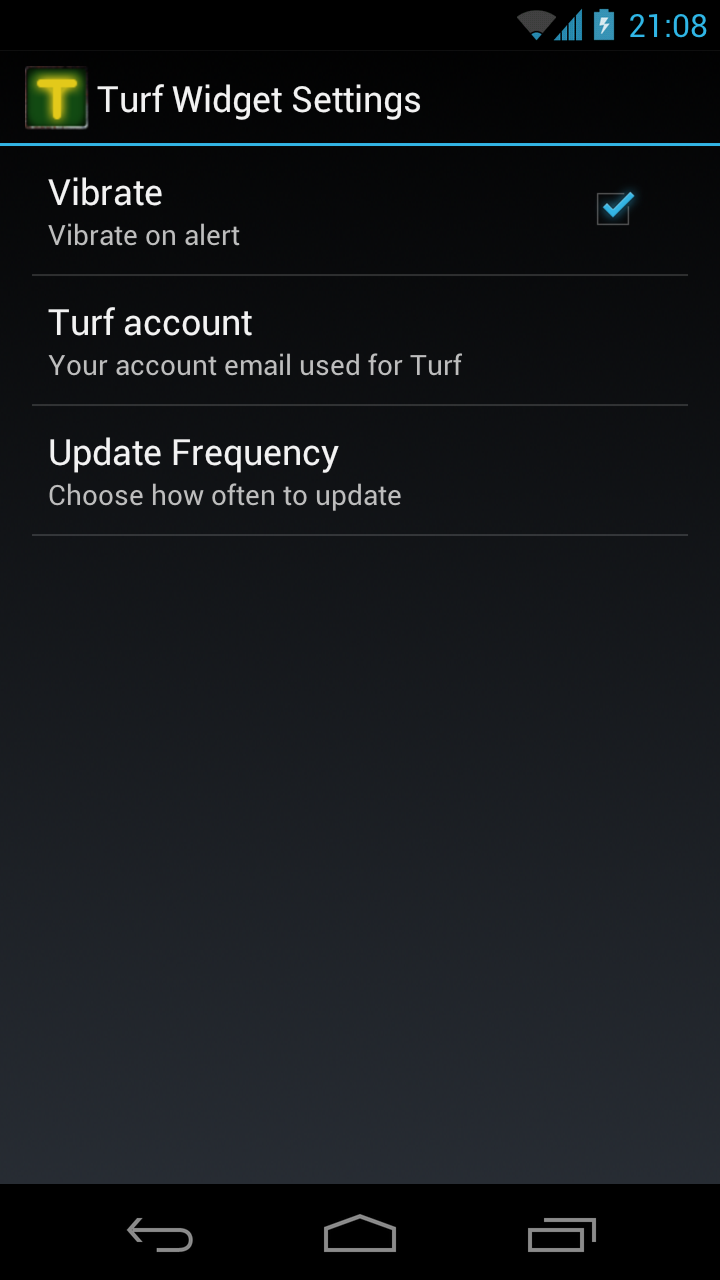 21:08
T Turf Widget Settings
Vibrate
Vibrate on alert
Turf account
Your account email used for Turf
Update Frequency
Choose how often to update